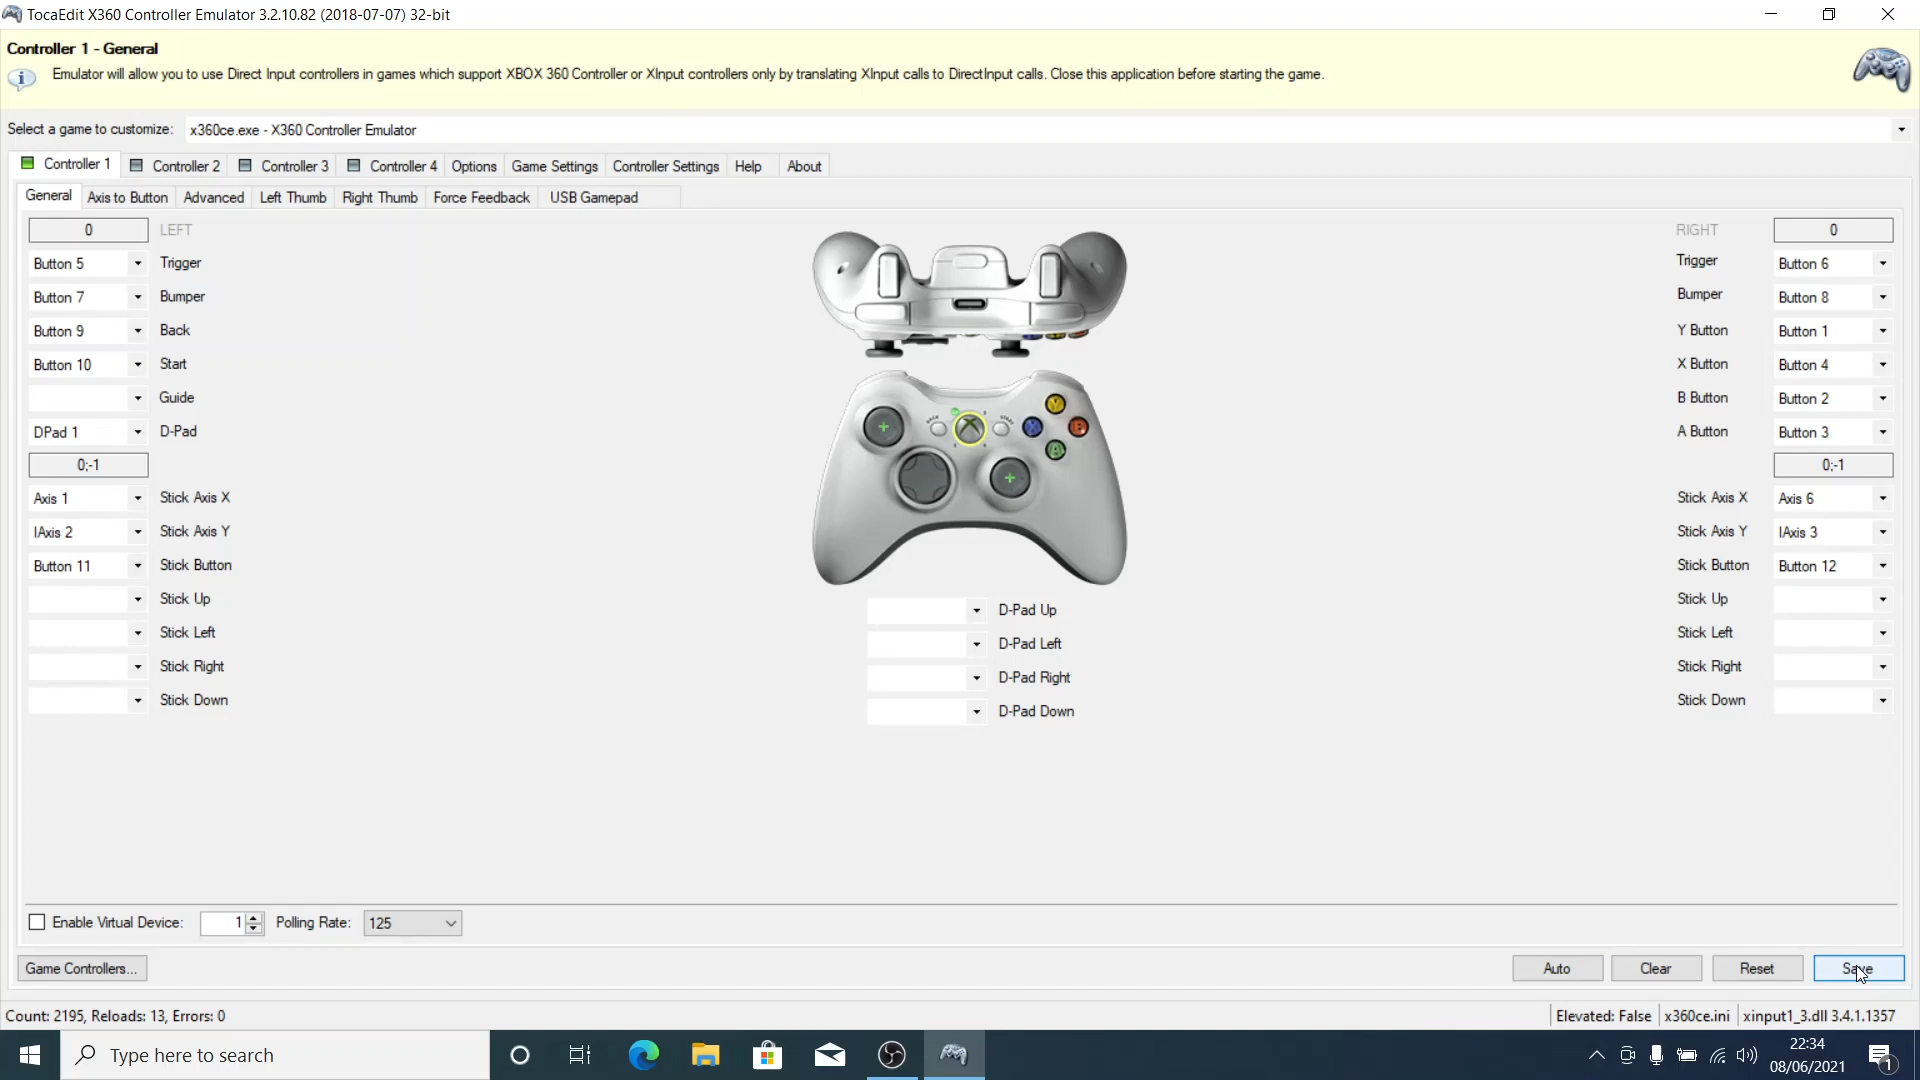 TocaEdit X360 Controller Emulator 3.2.10.82 (2018-07-07) 32-bit
Controller 1 - General
Emulator will allow you to use Direct Input controllers in games which support XBOX 360 Controller or XInput controllers only by translating XInput calls to DirectInput calls. Close this application before starting the game.
Select a game to customize: x360ce.exe - X360 Controller Emulator
Controller 1 Controller 2 Controller 3 Controller 4 Options Game Settings Controller Settings Help About
General Axis to Button Advanced Left Thumb Right Thumb Force Feedback USB Gamepad
0 LEFT RIGHT 0
Button 5 Trigger Trigger Button 6
Button 7 Bumper Bumper Button 8
Button 9 Back Y Button Button 1
Button 10 Start X Button Button 4
Guide B Button Button 2
DPad 1 D-Pad A Button Button 3
0;-1 0;-1
Axis 1 Stick Axis X Stick Axis X Axis 6
IAxis 2 Stick Axis Y Stick Axis Y IAxis 3
Button 11 Stick Button Stick Button Button 12
Stick Up D-Pad Up Stick Up
Stick Left D-Pad Left Stick Left
Stick Right D-Pad Right Stick Right
Stick Down D-Pad Down Stick Down
Enable Virtual Device: 1 Polling Rate: 125
Game Controllers... Auto Clear Reset Save
Count: 2195, Reloads: 13, Errors: 0 Elevated: False x360ce.ini xinput1_3.dll 3.4.1.1357
Type here to search 22:34
08/06/2021 1